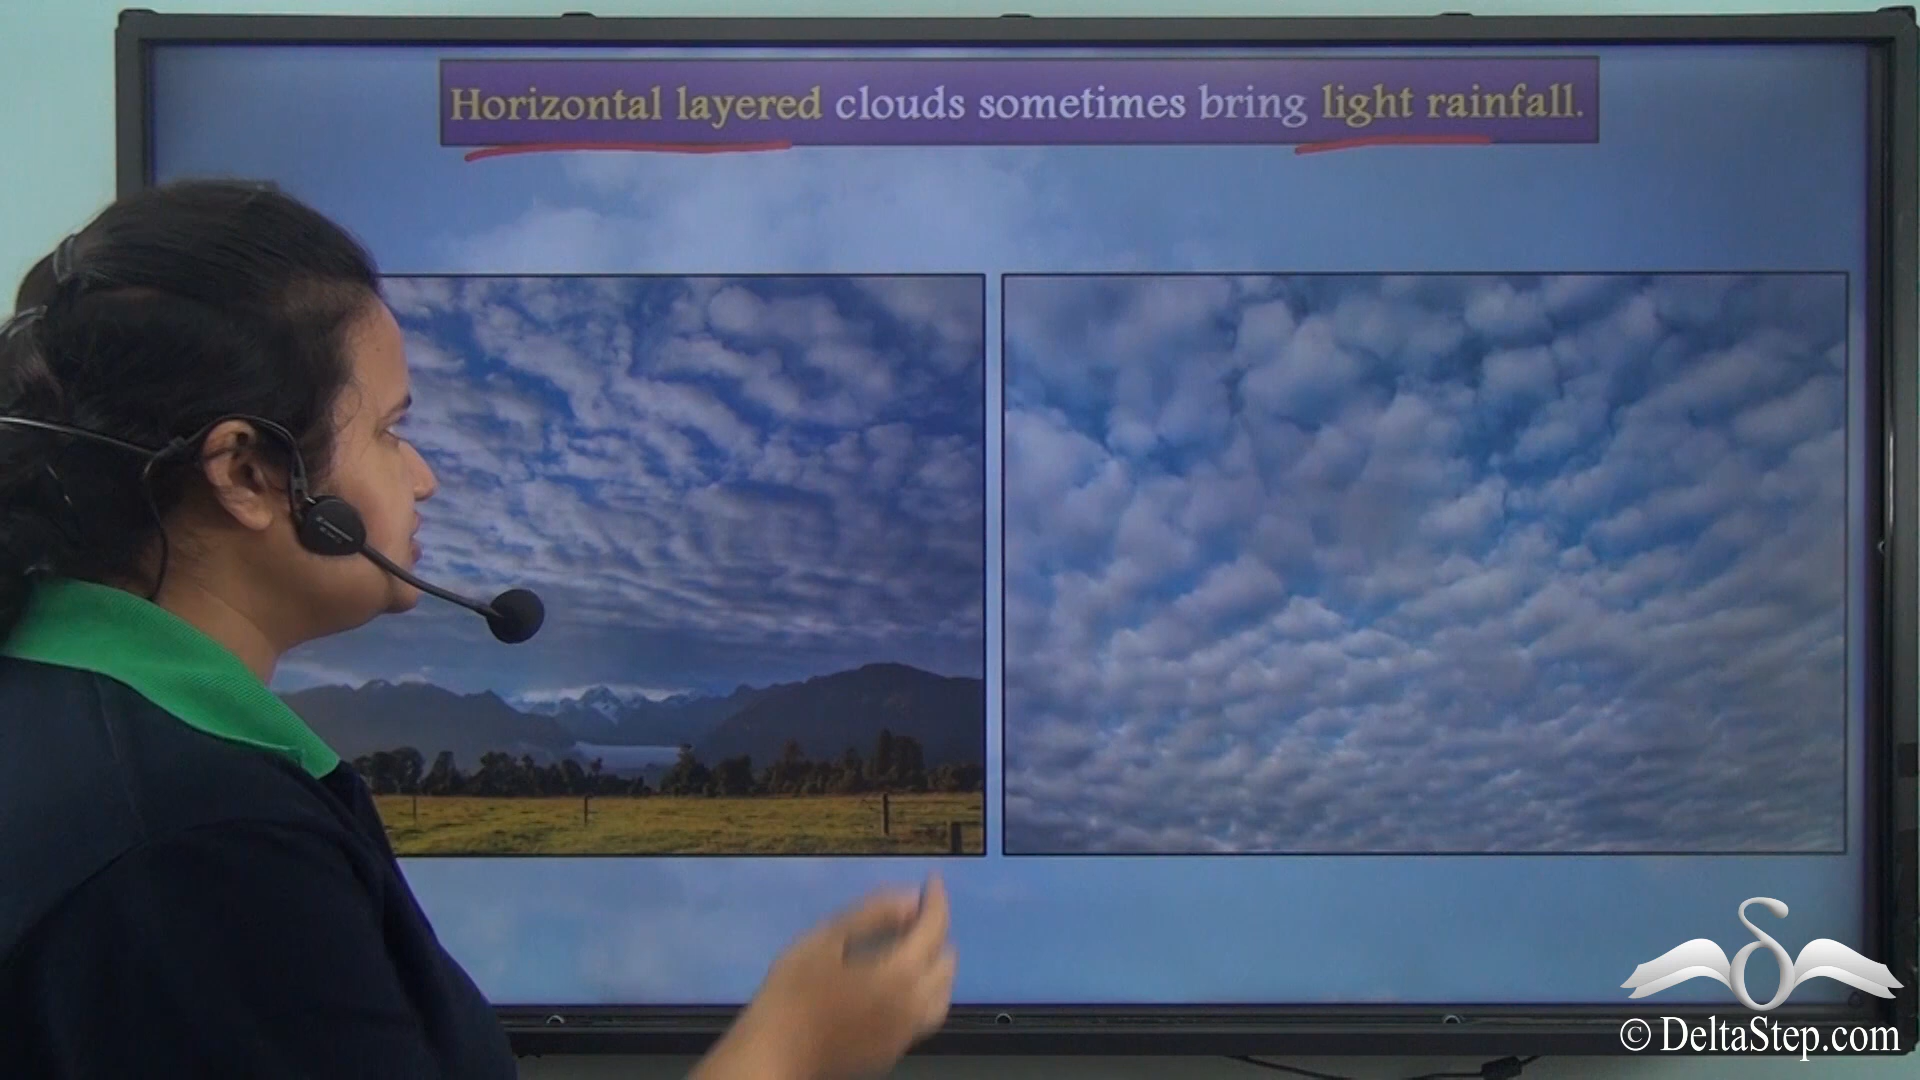 Horizontal layered clouds sometimes bring light rainfall.
© DeltaStep.com